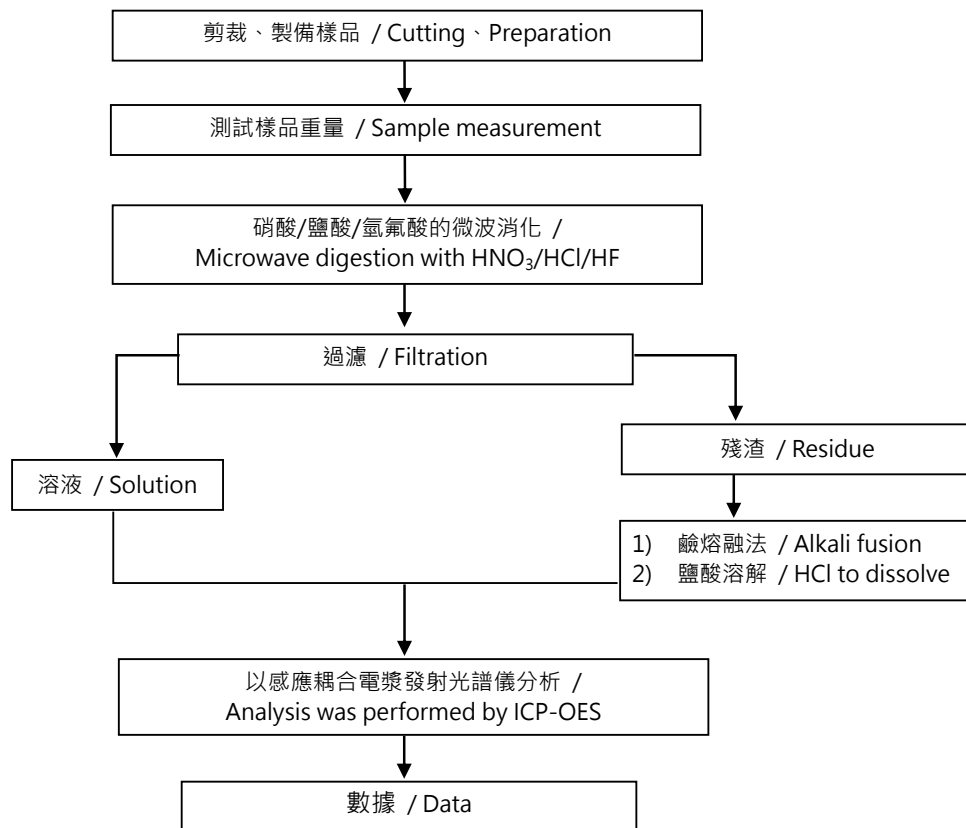 剪裁、製備樣品 / Cutting、Preparation
測試樣品重量 / Sample measurement
硝酸/鹽酸/氫氟酸的微波消化 /
Microwave digestion with HNO₃/HCl/HF
過濾 / Filtration
溶液 / Solution
殘渣 / Residue
1) 鹼熔融法 / Alkali fusion
2) 鹽酸溶解 / HCl to dissolve
以感應耦合電漿發射光譜儀分析 /
Analysis was performed by ICP-OES
數據 / Data